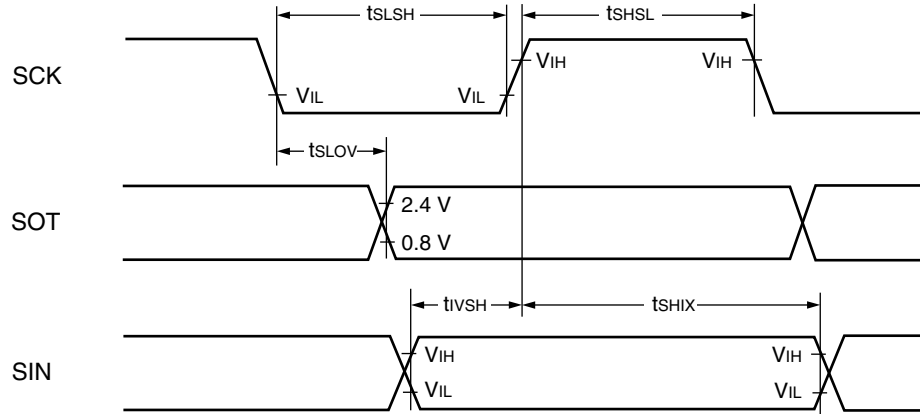 tSLSH tSHSL
SCK
VIH VIH
VIL VIL
tSLOV
SOT
2.4 V
0.8 V
tIVSH tSHIX
SIN
VIH VIH
VIL VIL